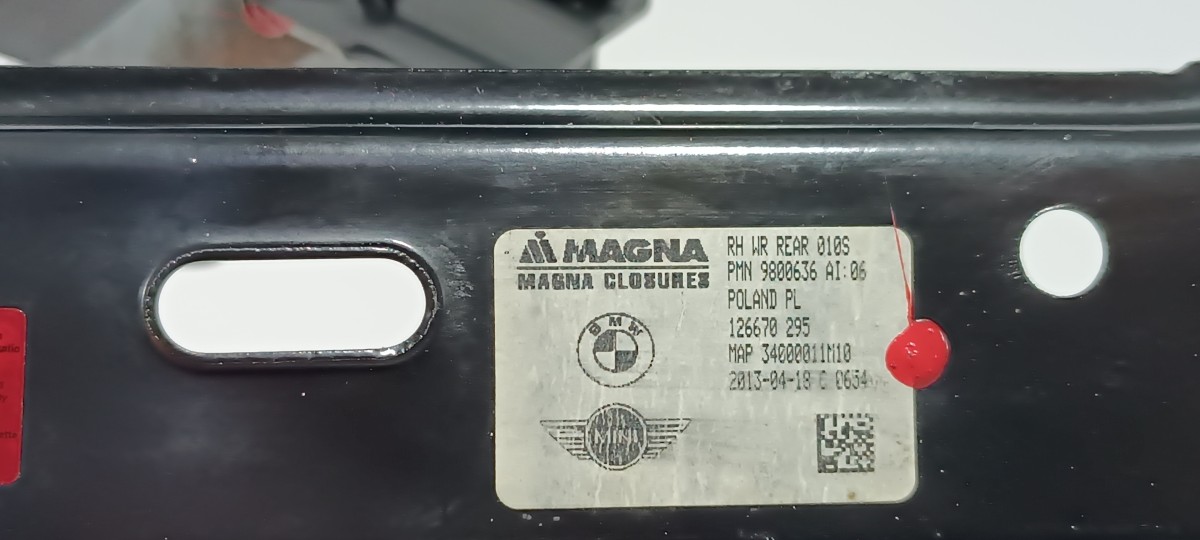 MAGNA
MAGNA CLOSURES
BMW
MINI
RH WR REAR 010S
PMN 9800636 AI:06
POLAND PL
126670 295
MAP 34000011M10
2013-04-18 C 0654